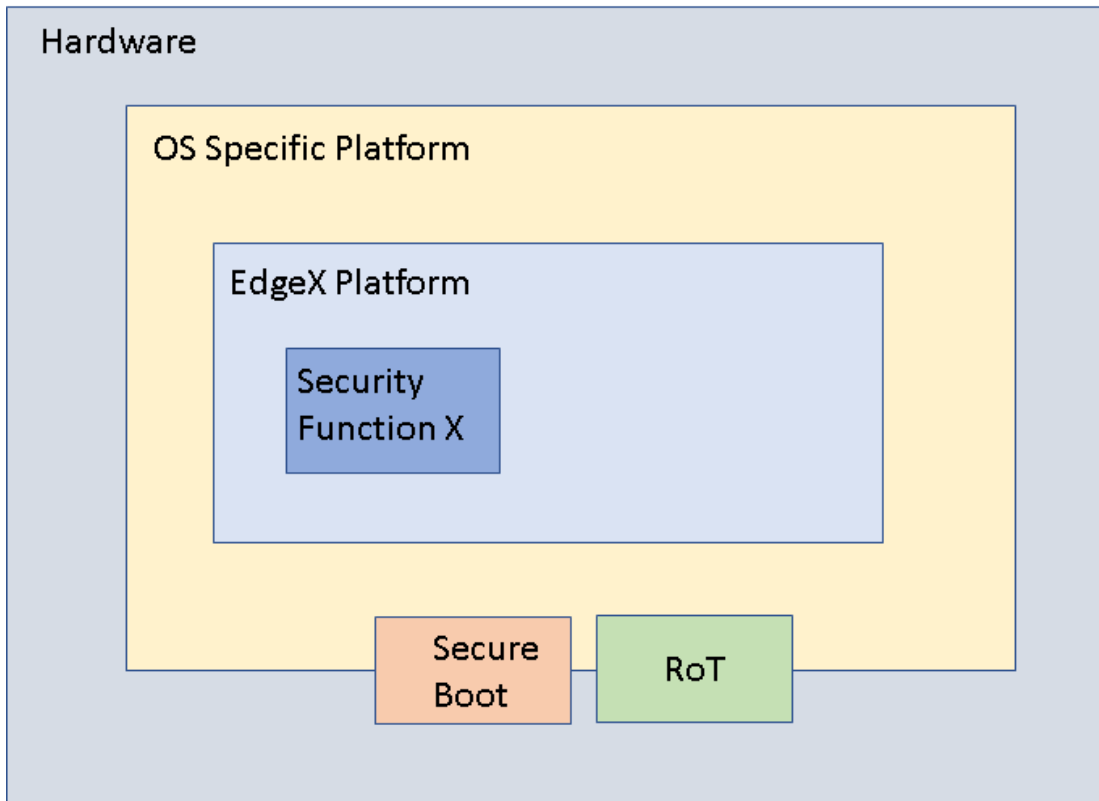 Hardware
OS Specific Platform
EdgeX Platform
Security
Function X
Secure
Boot
RoT